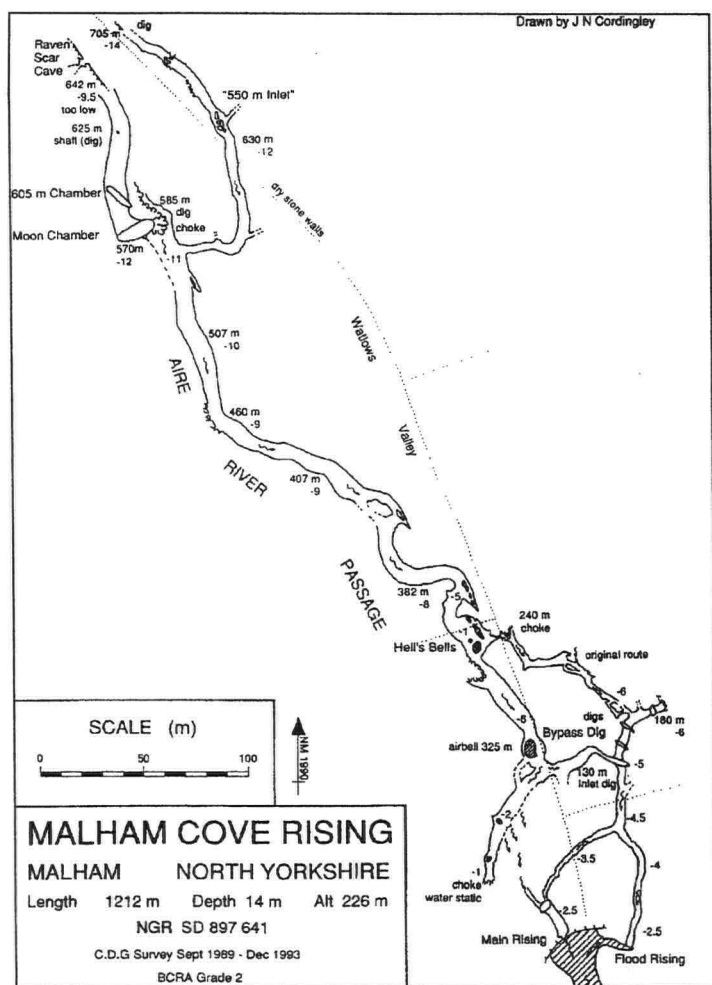 Drawn by J N Cordingley
dig
705 m
-14
Raven
Scar
Cave
642 m
-9.5
too low
625 m
shaft (dig)
"550 m Inlet"
630 m
-12
605 m Chamber
585 m
dig
choke
Moon Chamber
570m
-12
-11
dry stone walls
Watlows
Valley
507 m
-10
AIRE
460 m
-9
RIVER
407 m
-9
PASSAGE
382 m
-8
-5
240 m
choke
-7
Hell's Bells
original route
-6
digs
180 m
-6
-6
Bypass Dig
airbell 325 m
-5
130 m
inlet dig
-2
4.5
-3.5
-4
-1
choke
water static
-2.5
-2.5
Main Rising
Flood Rising
SCALE (m)
0 50 100
NM 1990
MALHAM COVE RISING
MALHAM NORTH YORKSHIRE
Length 1212 m Depth 14 m Alt 226 m
NGR SD 897 641
C.D.G Survey Sept 1989 - Dec 1993
BCRA Grade 2